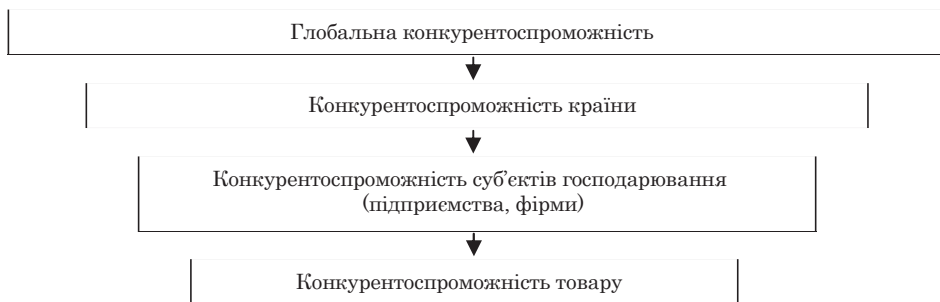 Глобальна конкурентоспроможність
Конкурентоспроможність країни
Конкурентоспроможність суб’єктів господарювання
(підприємства, фірми)
Конкурентоспроможність товару